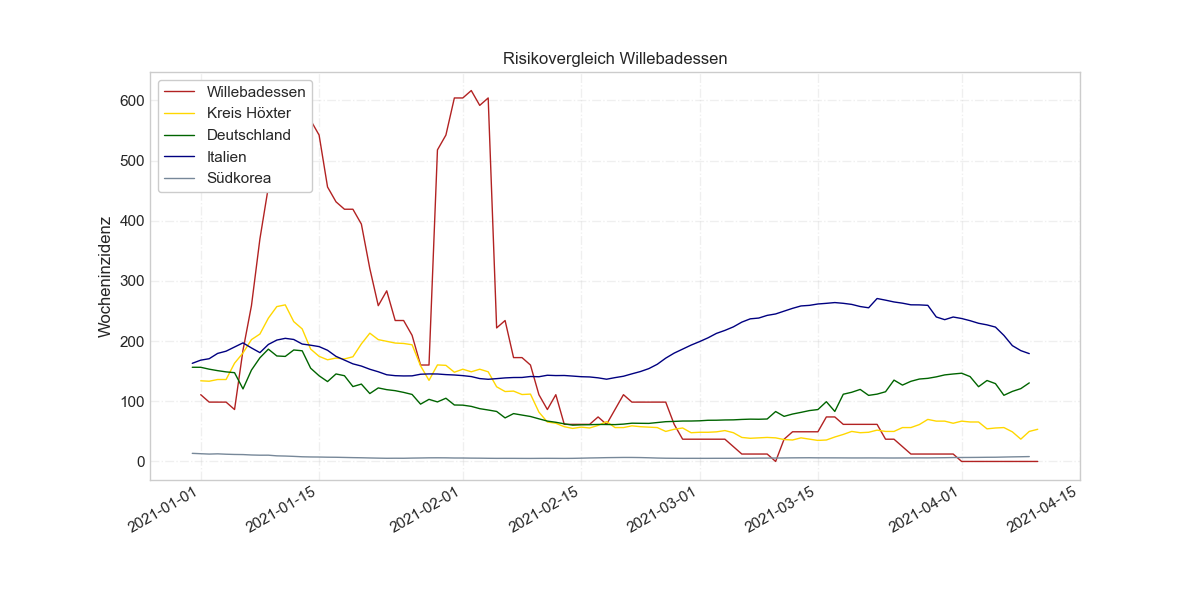 Risikovergleich Willebadessen
Willebadessen
Kreis Höxter
Deutschland
Italien
Südkorea
Wocheninzidenz
600
500
400
300
200
100
0
2021-01-01
2021-01-15
2021-02-01
2021-02-15
2021-03-01
2021-03-15
2021-04-01
2021-04-15